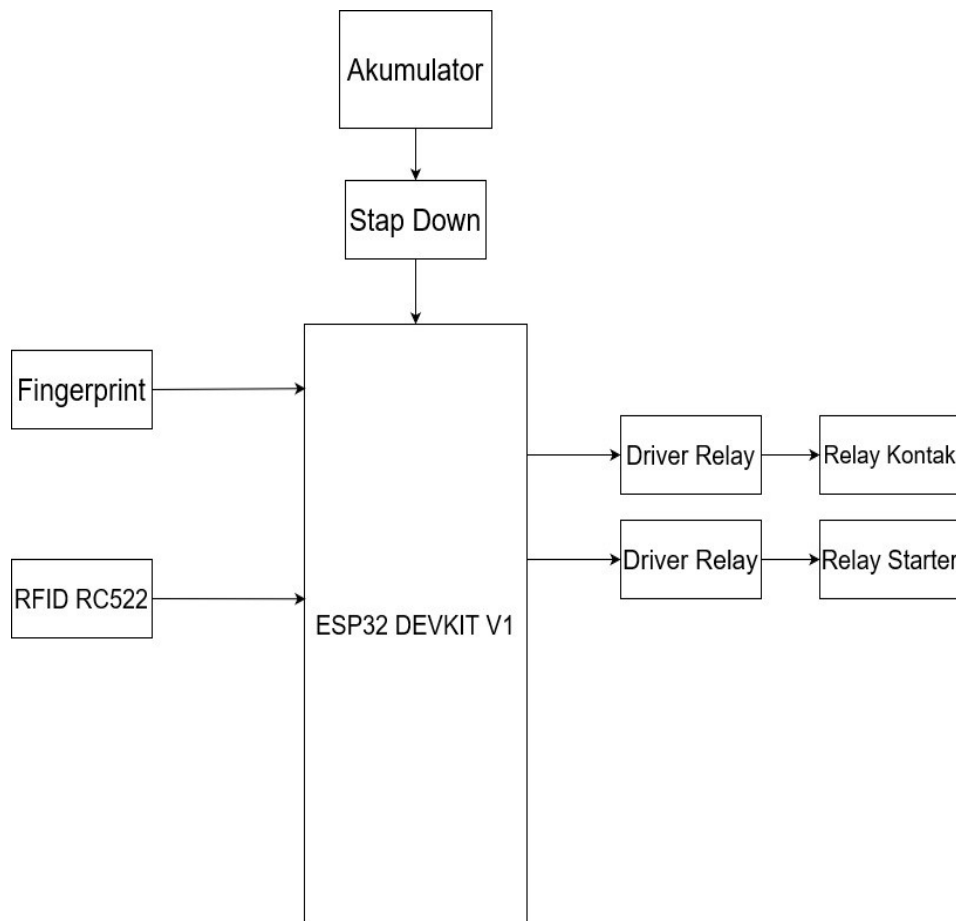 Akumulator
Stap Down
Fingerprint
Driver Relay
Relay Kontak
Driver Relay
Relay Starter
RFID RC522
ESP32 DEVKIT V1